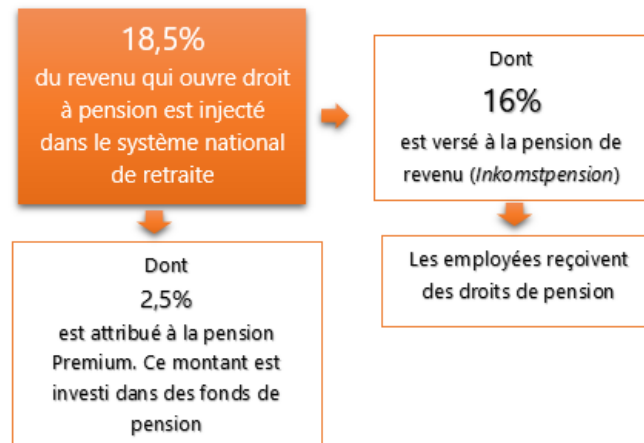 18,5%
du revenu qui ouvre droit
à pension est injecté
dans le système national
de retraite
Dont
16%
est versé à la pension de
revenu (Inkomstpension)
Les employées reçoivent
des droits de pension
Dont
2,5%
est attribué à la pension
Premium. Ce montant est
investi dans des fonds de
pension